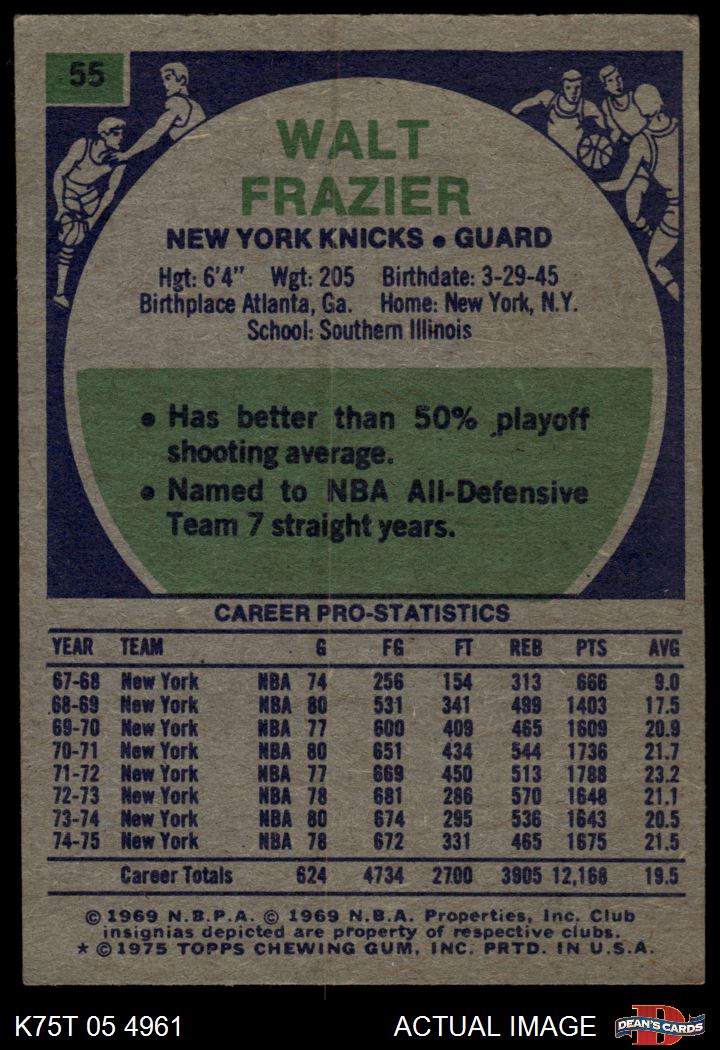 55
WALT
FRAZIER
NEW YORK KNICKS • GUARD
Hgt: 6'4" Wgt: 205 Birthdate: 3-29-45
Birthplace Atlanta, Ga. Home: New York, N.Y.
School: Southern Illinois
• Has better than 50% playoff
shooting average.
• Named to NBA All-Defensive
Team 7 straight years.
CAREER PRO-STATISTICS
YEAR TEAM G FG FT REB PTS AVG
67-68 New York NBA 74 256 154 313 666 9.0
68-69 New York NBA 80 531 341 499 1403 17.5
69-70 New York NBA 77 600 409 465 1609 20.9
70-71 New York NBA 80 651 434 544 1736 21.7
71-72 New York NBA 77 669 450 513 1788 23.2
72-73 New York NBA 78 681 286 570 1648 21.1
73-74 New York NBA 80 674 295 536 1643 20.5
74-75 New York NBA 78 672 331 465 1675 21.5
Career Totals 624 4734 2700 3905 12,168 19.5
© 1969 N.B.P.A. © 1969 N.B.A. Properties, Inc. Club
insignias depicted are property of respective clubs.
* © 1975 TOPPS CHEWING GUM, INC. PRTD. IN U.S.A.
K75T 05 4961 ACTUAL IMAGE DEAN'S CARDS